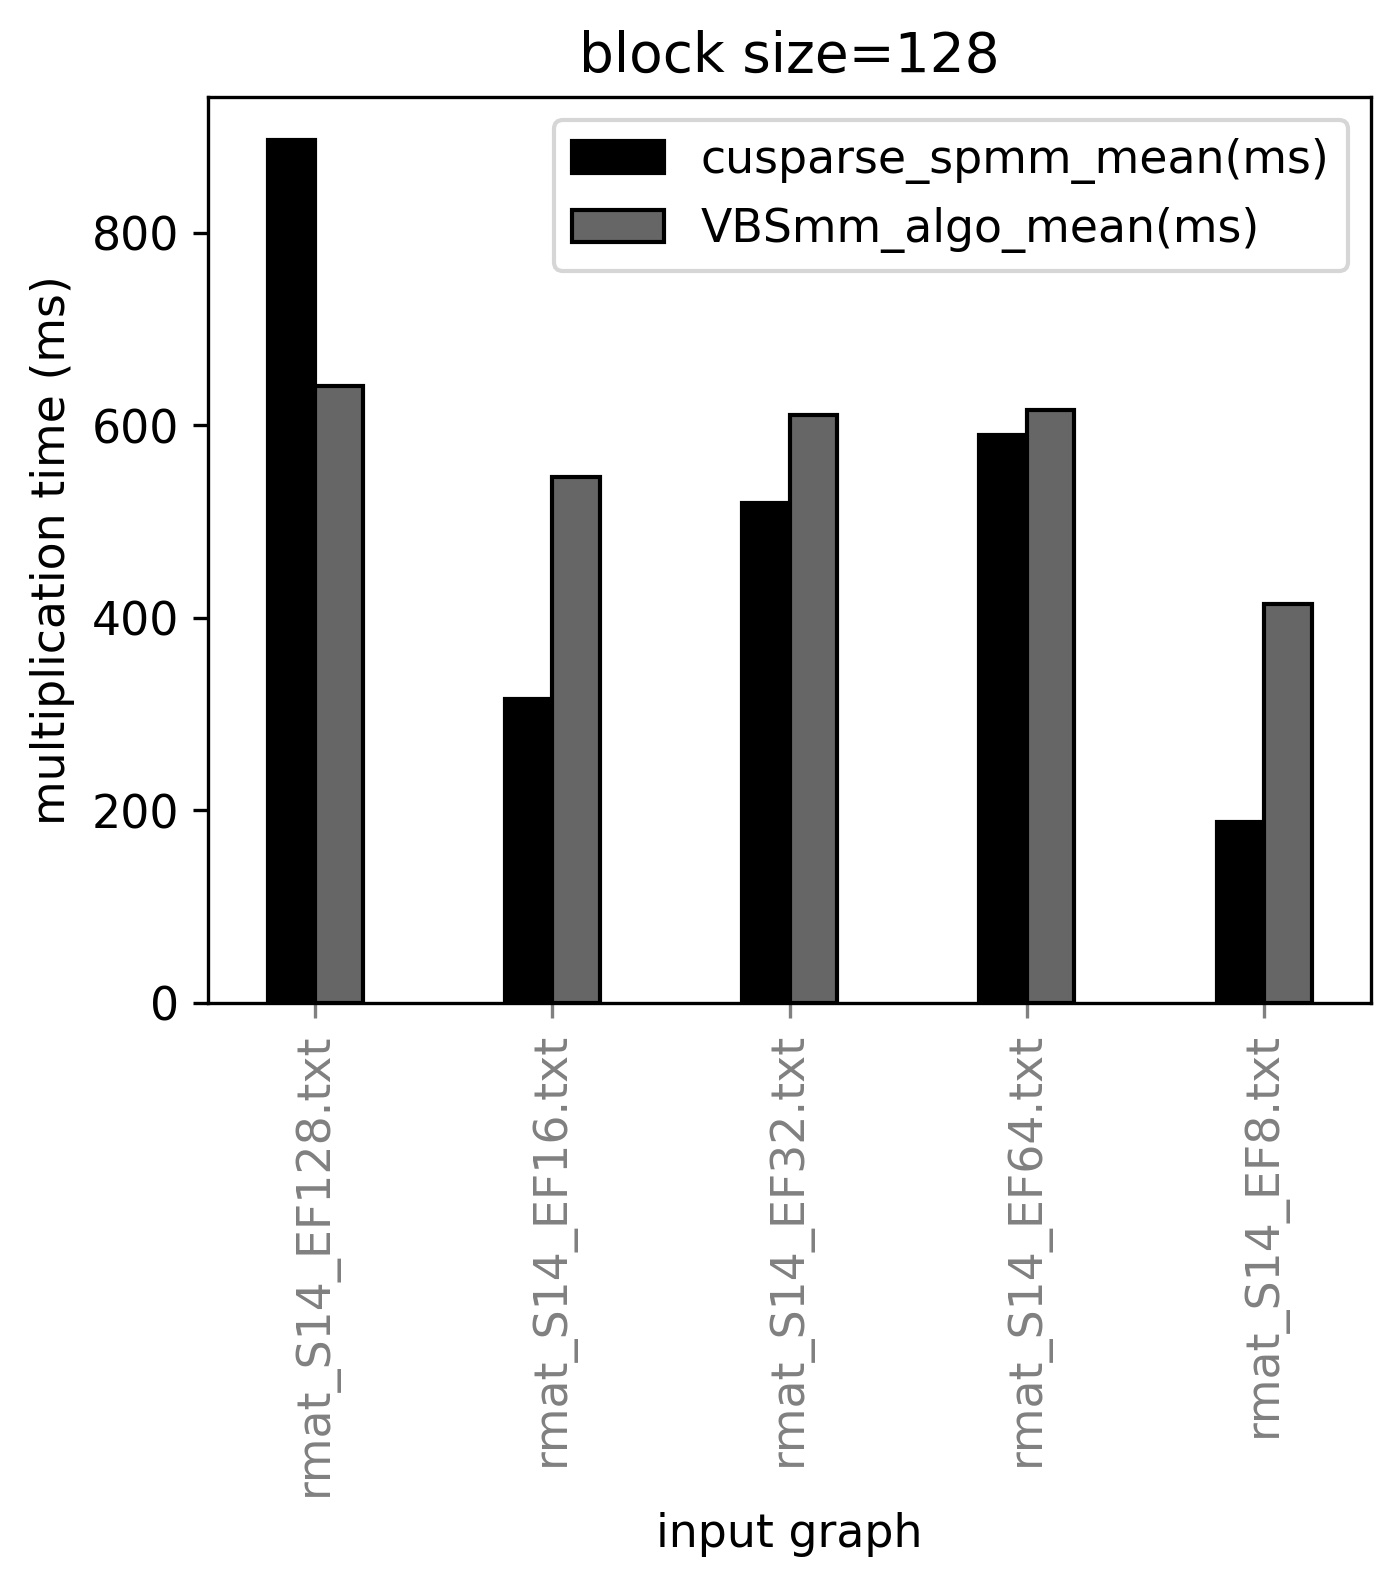 block size=128
cusparse_spmm_mean(ms)
VBSmm_algo_mean(ms)
multiplication time (ms)
800
600
400
200
0
rmat_S14_EF128.txt
rmat_S14_EF16.txt
rmat_S14_EF32.txt
rmat_S14_EF64.txt
rmat_S14_EF8.txt
input graph